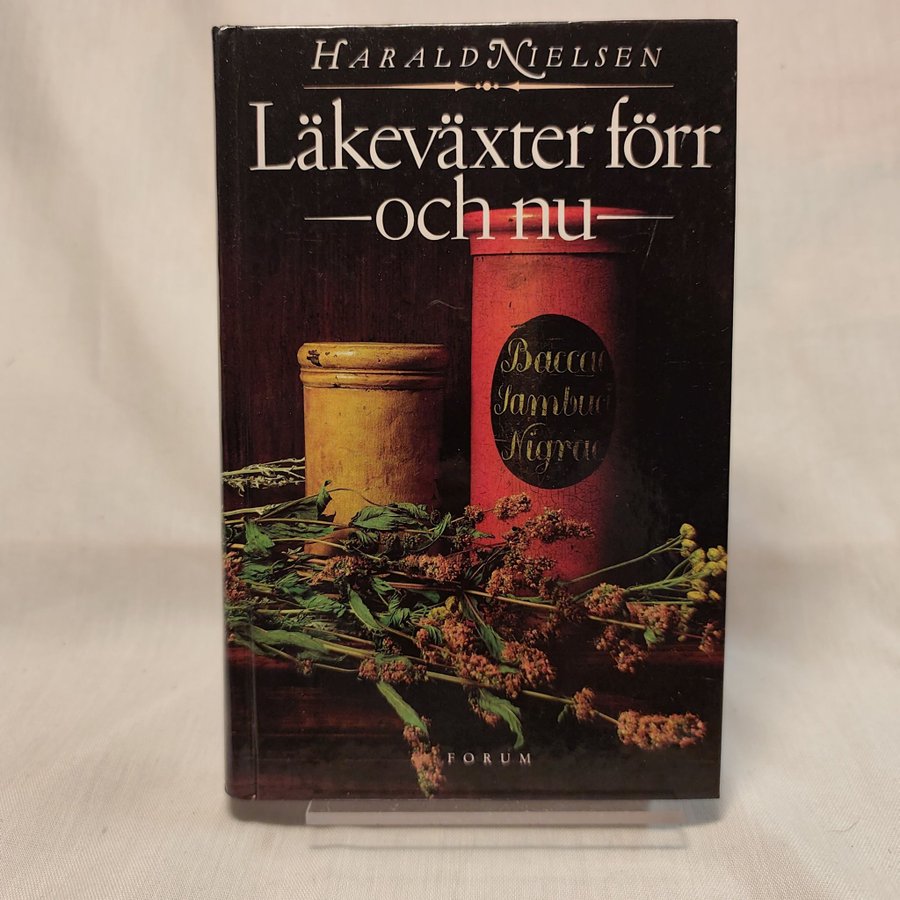 HARALD NIELSEN
Läkeväxter förr
och nu
Baccae
Sambuci
Nigrae
FORUM